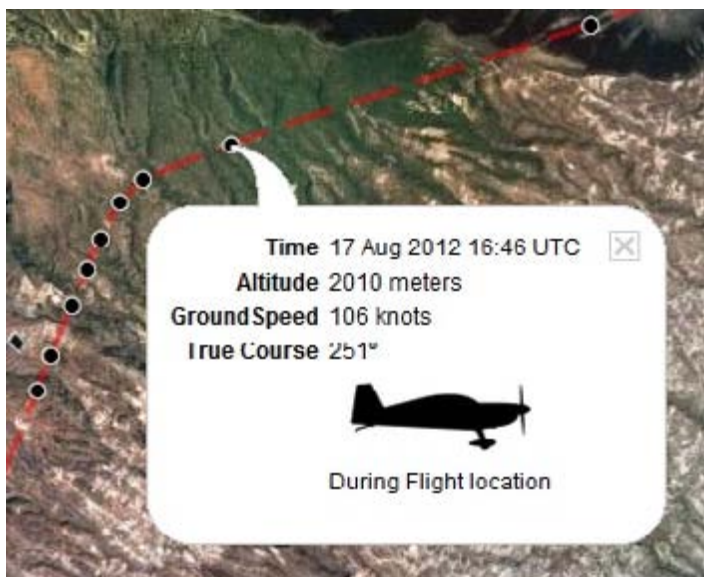 Time 17 Aug 2012 16:46 UTC
Altitude 2010 meters
Ground Speed 106 knots
True Course 251°
During Flight location